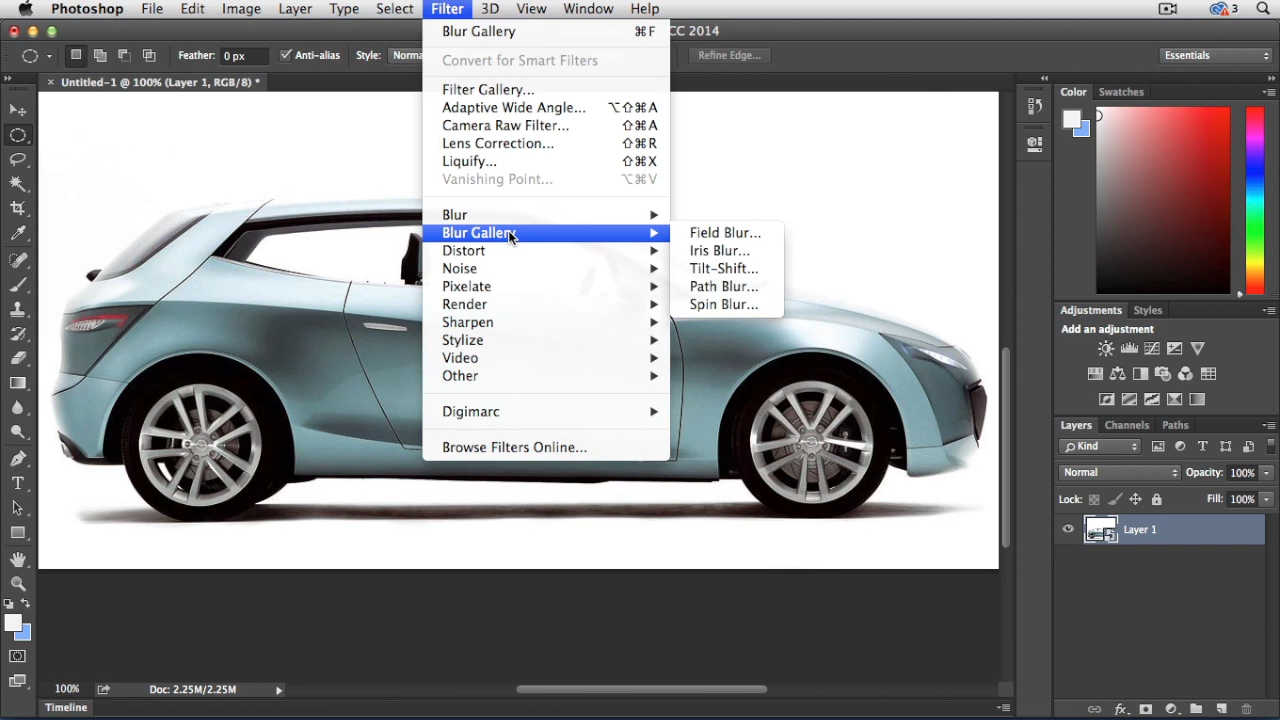 Photoshop File Edit Image Layer Type Select Filter 3D View Window Help 3
CC 2014
Feather: 0 px Anti-alias Style: Norma Refine Edge... Essentials
× Untitled-1 @ 100% (Layer 1, RGB/8) *
Blur Gallery ⌘F
Convert for Smart Filters
Filter Gallery...
Adaptive Wide Angle... ⌥⇧⌘A
Camera Raw Filter... ⇧⌘A
Lens Correction... ⇧⌘R
Liquify... ⇧⌘X
Vanishing Point... ⌥⌘V
Blur
Blur Gallery
Distort
Noise
Pixelate
Render
Sharpen
Stylize
Video
Other
Digimarc
Browse Filters Online...
Field Blur...
Iris Blur...
Tilt-Shift...
Path Blur...
Spin Blur...
Color Swatches
Adjustments Styles
Add an adjustment
Layers Channels Paths
Kind
Normal Opacity: 100%
Lock: Fill: 100%
Layer 1
100% Doc: 2.25M/2.25M
Timeline